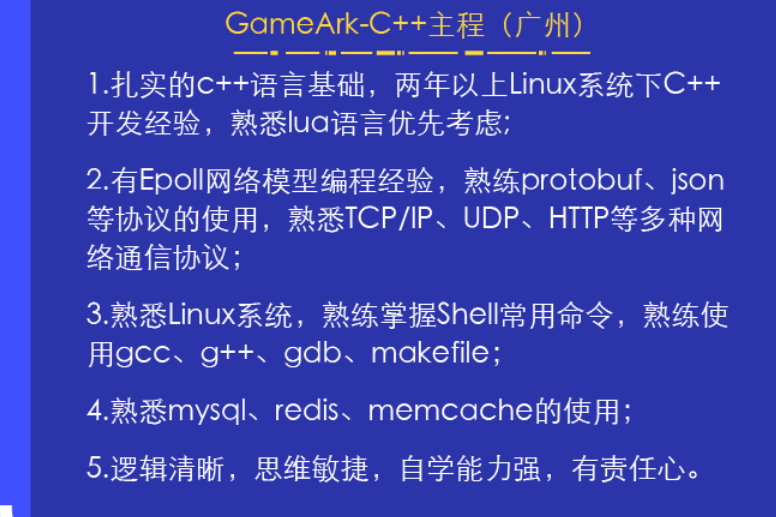 GameArk-C++主程（广州）
1.扎实的c++语言基础，两年以上Linux系统下C++
开发经验，熟悉lua语言优先考虑;
2.有Epoll网络模型编程经验，熟练protobuf、json
等协议的使用，熟悉TCP/IP、UDP、HTTP等多种网
络通信协议；
3.熟悉Linux系统，熟练掌握Shell常用命令，熟练使
用gcc、g++、gdb、makefile；
4.熟悉mysql、redis、memcache的使用；
5.逻辑清晰，思维敏捷，自学能力强，有责任心。